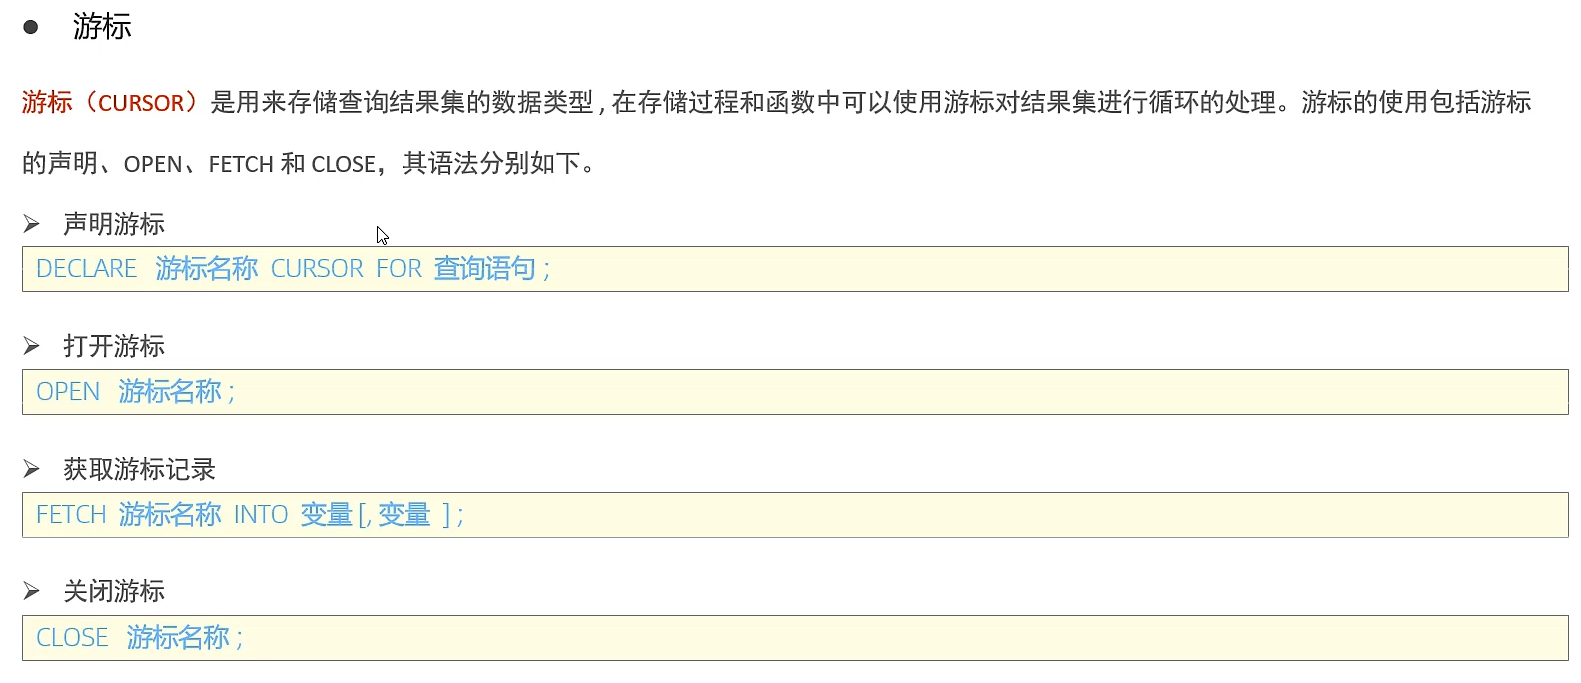 ● 游标
游标（CURSOR）是用来存储查询结果集的数据类型 , 在存储过程和函数中可以使用游标对结果集进行循环的处理。游标的使用包括游标
的声明、OPEN、FETCH 和 CLOSE，其语法分别如下。
➢ 声明游标
DECLARE 游标名称 CURSOR FOR 查询语句 ;
➢ 打开游标
OPEN 游标名称 ;
➢ 获取游标记录
FETCH 游标名称 INTO 变量 [, 变量 ] ;
➢ 关闭游标
CLOSE 游标名称 ;